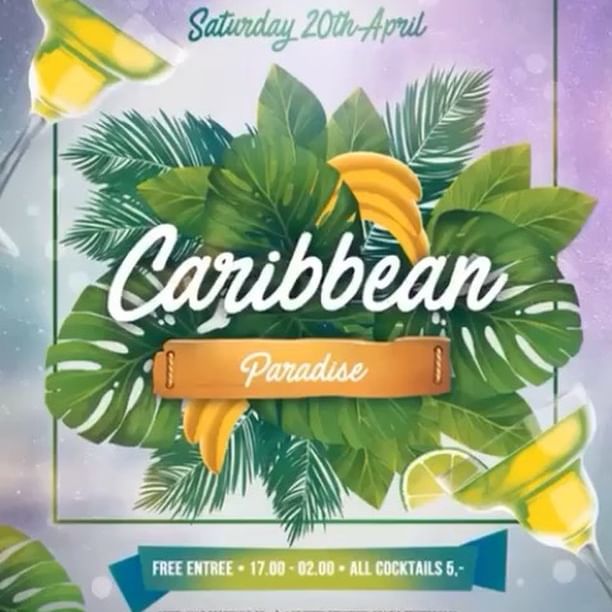 Saturday 20th April
Caribbean
Paradise
FREE ENTREE • 17.00 - 02.00 • ALL COCKTAILS 5,-